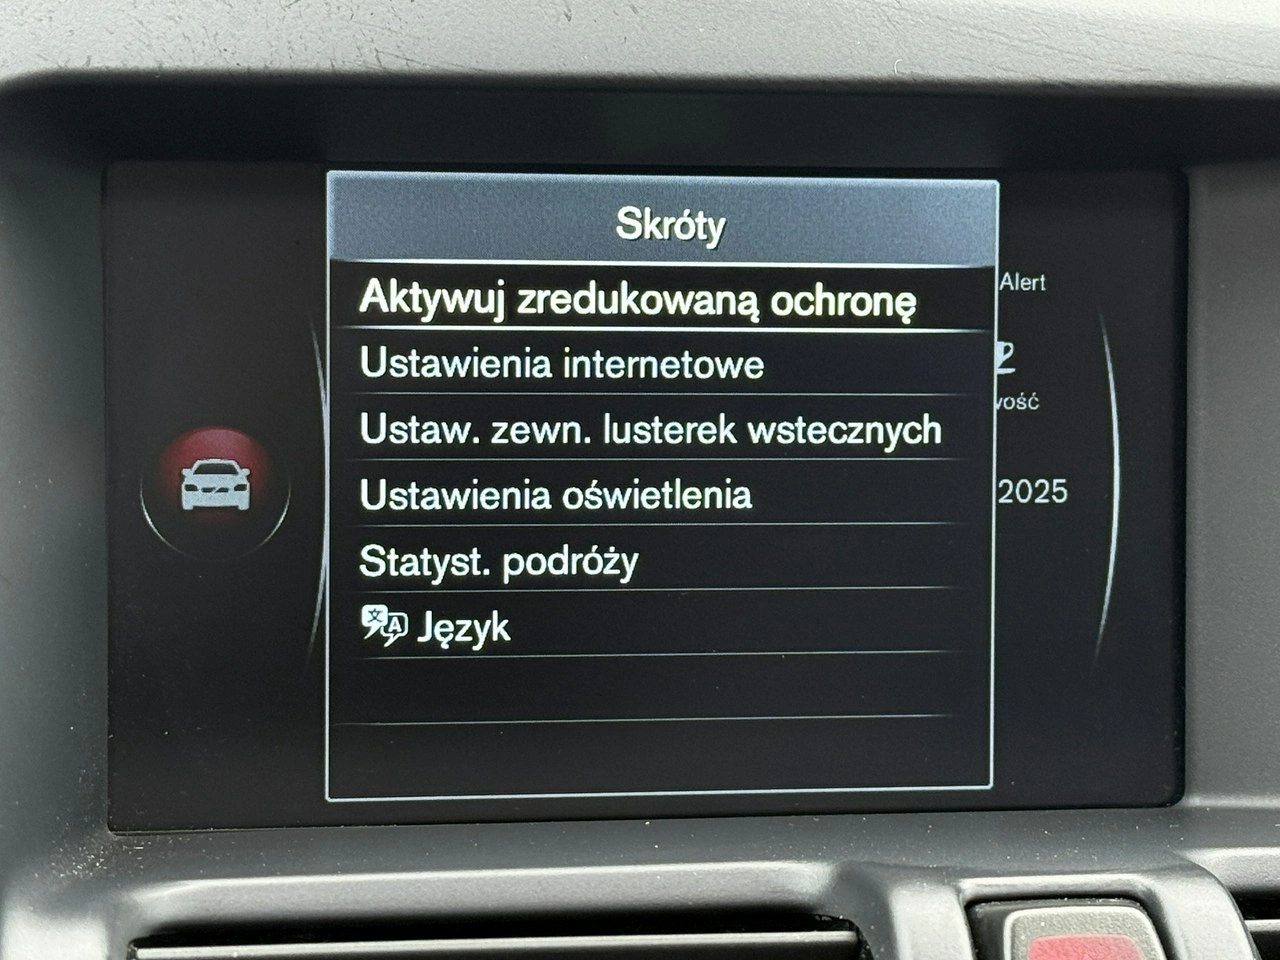 Skróty
Aktywuj zredukowaną ochronę
Alert
Ustawienia internetowe
Ustaw. zewn. lusterek wstecznych
Ustawienia oświetlenia
2025
Statyst. podróży
Język